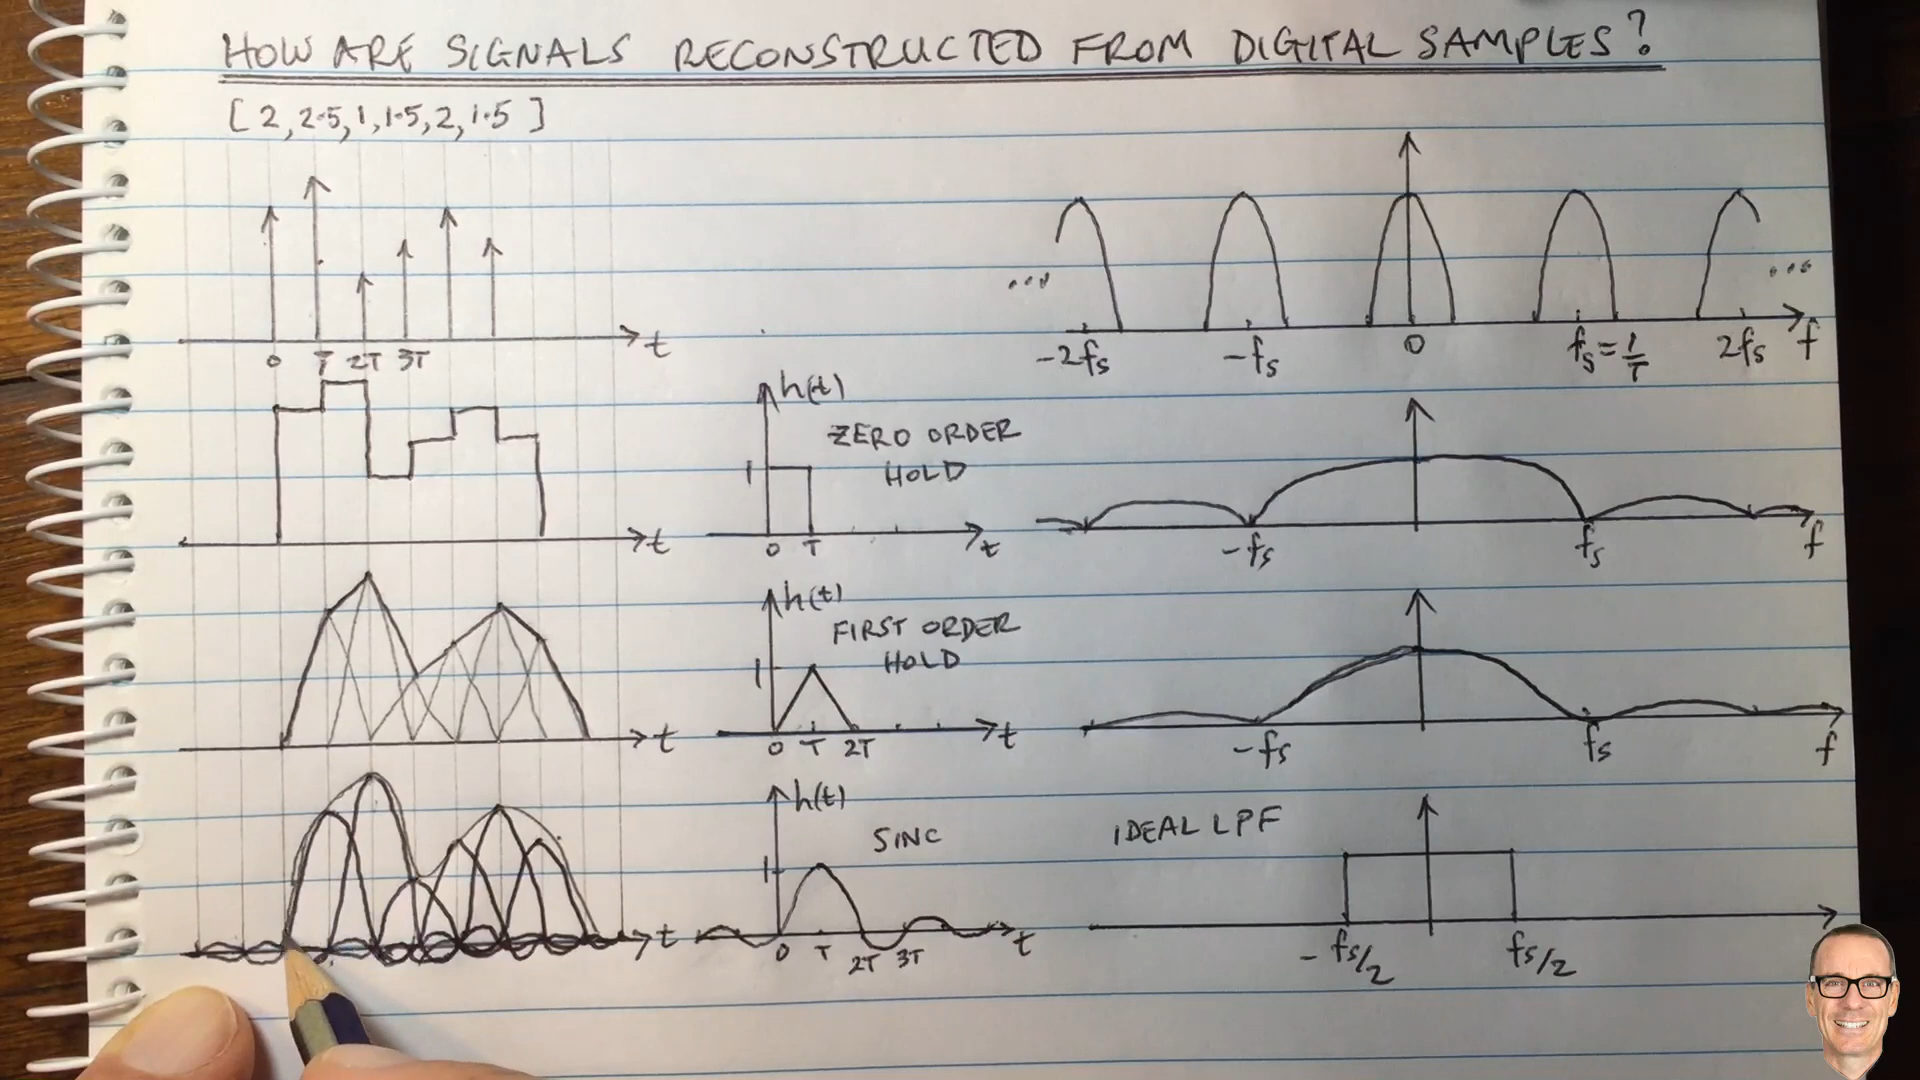 HOW ARE SIGNALS RECONSTRUCTED FROM DIGITAL SAMPLES?
[ 2, 2.5, 1, 1.5, 2, 1.5 ]
t
0 T 2T 3T
... ...
-2fs -fs 0 fs = 1/T 2fs f
h(t)
ZERO ORDER
HOLD
1
t
0 T t
-fs fs f
h(t)
FIRST ORDER
HOLD
1
t
0 T 2T t
-fs fs f
h(t)
SINC
1
IDEAL LPF
t
0 T 2T 3T t
-fs/2 fs/2